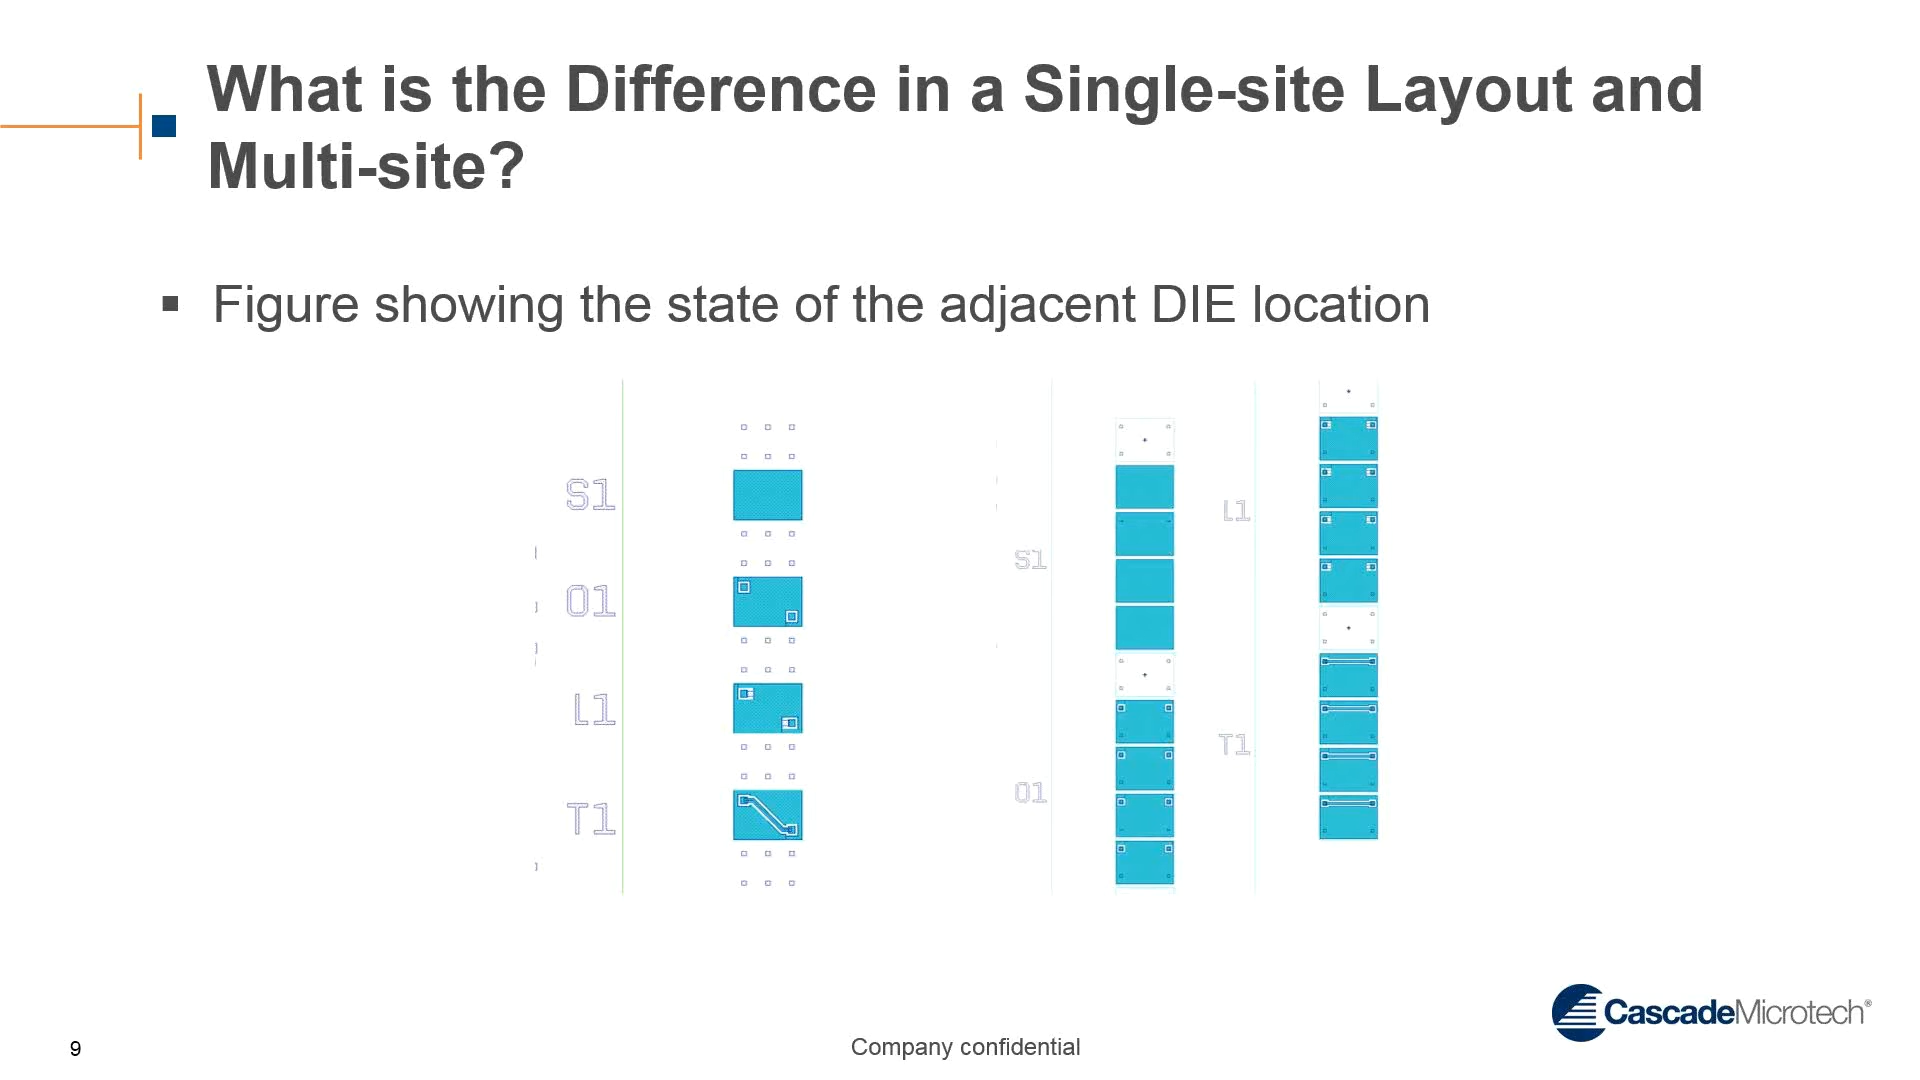 What is the Difference in a Single-site Layout and
Multi-site?
▪ Figure showing the state of the adjacent DIE location
S1
O1
L1
T1
S1
O1
L1
T1
CascadeMicrotech®
9
Company confidential